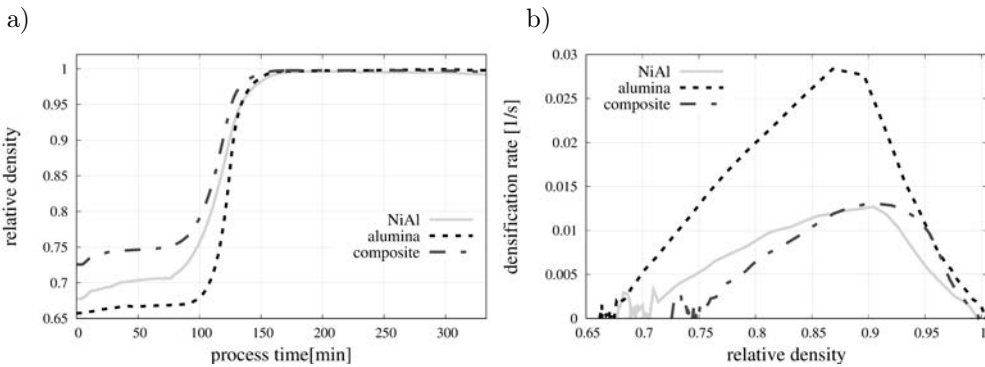 a)
1
0.95
0.9
0.85
0.8
0.75
0.7
0.65
0 50 100 150 200 250 300
relative density
process time[min]
NiAl
alumina
composite
b)
0.03
0.025
0.02
0.015
0.01
0.005
0
0.65 0.7 0.75 0.8 0.85 0.9 0.95 1
densification rate [1/s]
relative density
NiAl
alumina
composite